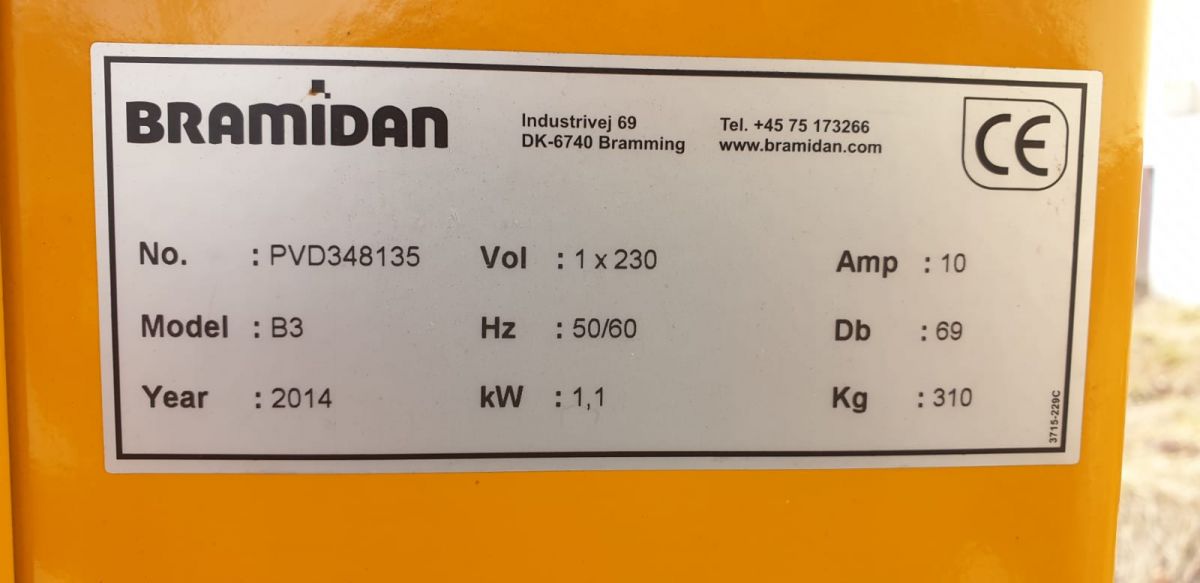 BRAMIDAN
Industrivej 69
DK-6740 Bramming
Tel. +45 75 173266
www.bramidan.com
CE
No. : PVD348135 Vol : 1 x 230 Amp : 10
Model : B3 Hz : 50/60 Db : 69
Year : 2014 kW : 1,1 Kg : 310
3715-229C